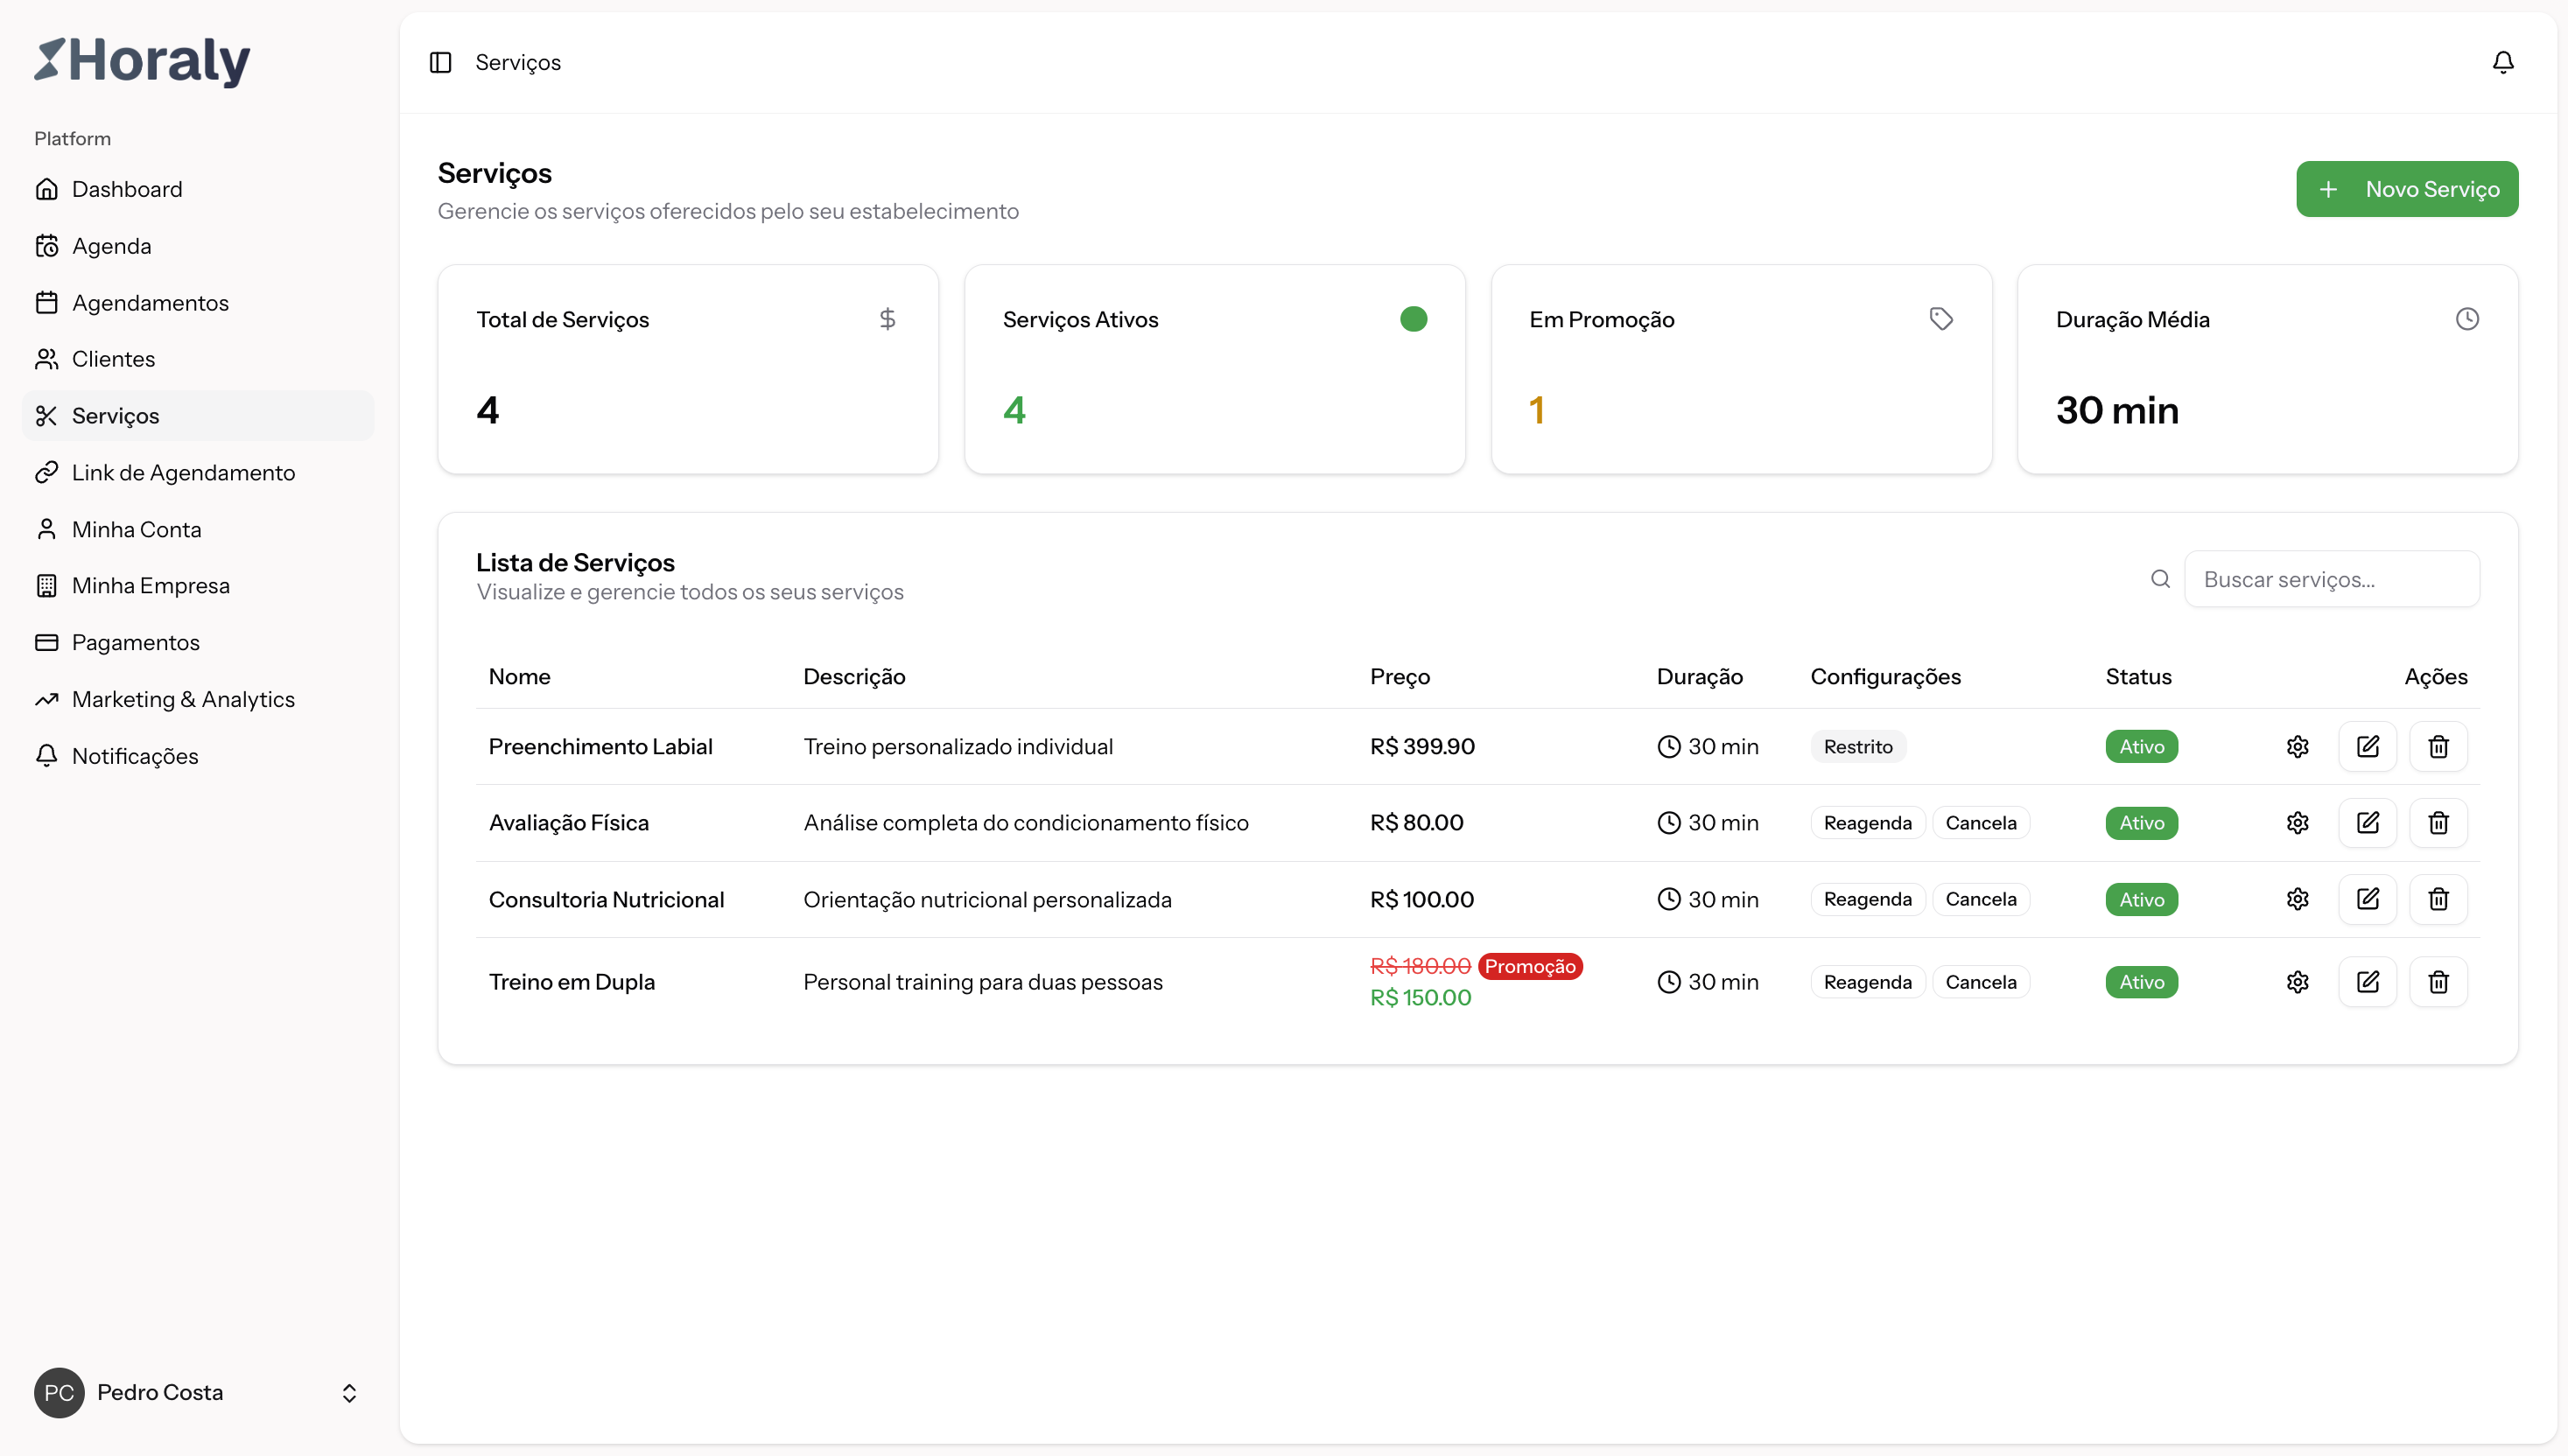 Horaly
Platform
Dashboard
Agenda
Agendamentos
Clientes
Serviços
Link de Agendamento
Minha Conta
Minha Empresa
Pagamentos
Marketing & Analytics
Notificações
PC Pedro Costa
Serviços
Serviços
Gerencie os serviços oferecidos pelo seu estabelecimento
+ Novo Serviço
Total de Serviços $
4
Serviços Ativos
4
Em Promoção
1
Duração Média
30 min
Lista de Serviços
Visualize e gerencie todos os seus serviços
Buscar serviços...
Nome Descrição Preço Duração Configurações Status Ações
Preenchimento Labial Treino personalizado individual R$ 399.90 30 min Restrito Ativo
Avaliação Física Análise completa do condicionamento físico R$ 80.00 30 min Reagenda Cancela Ativo
Consultoria Nutricional Orientação nutricional personalizada R$ 100.00 30 min Reagenda Cancela Ativo
Treino em Dupla Personal training para duas pessoas R$ 180.00 Promoção 30 min Reagenda Cancela Ativo
R$ 150.00